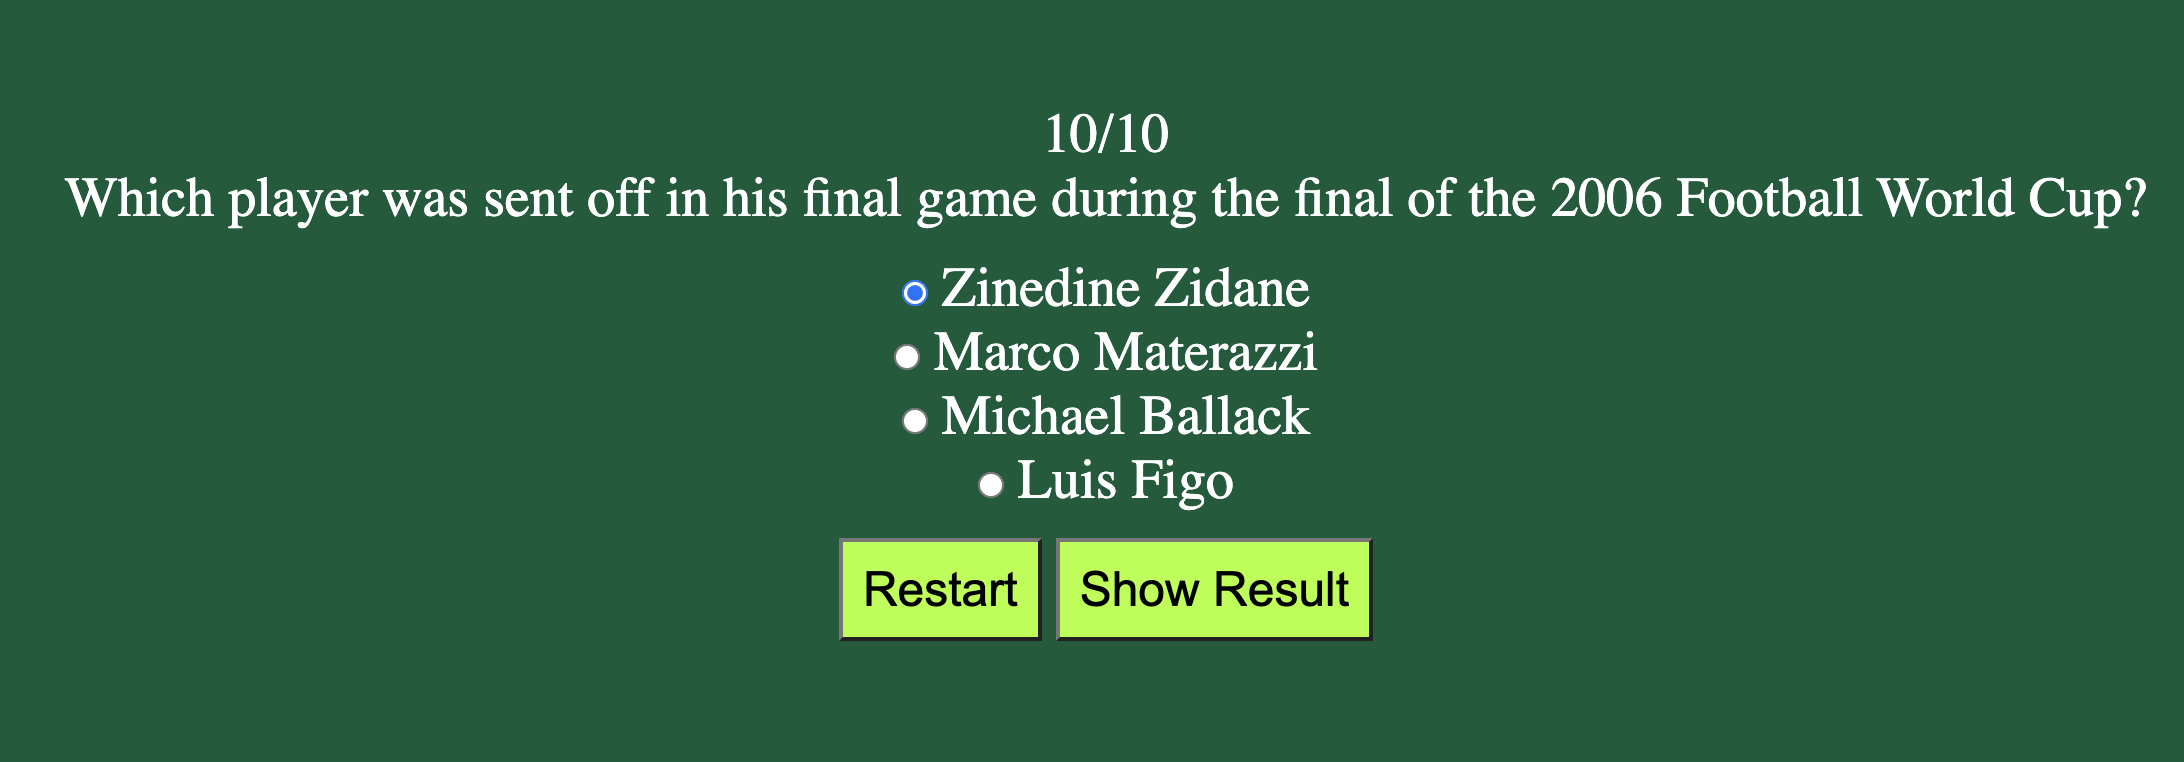 10/10
Which player was sent off in his final game during the final of the 2006 Football World Cup?
Zinedine Zidane
Marco Materazzi
Michael Ballack
Luis Figo
Restart Show Result